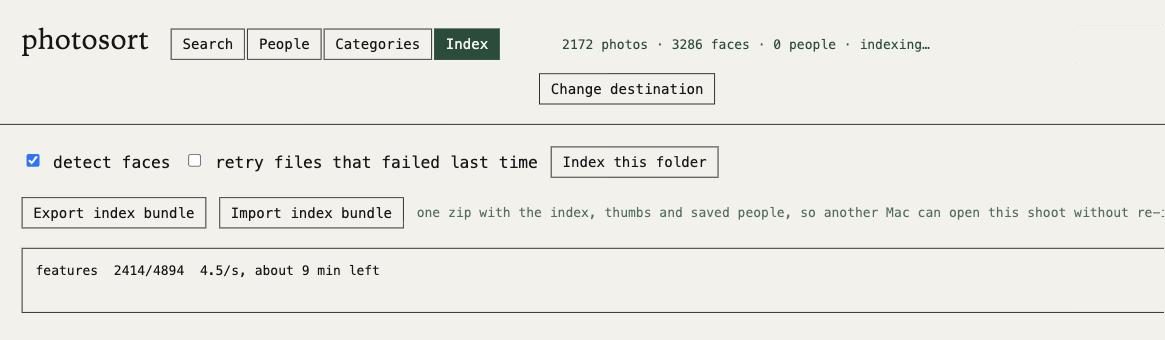 photosort Search People Categories Index 2172 photos · 3286 faces · 0 people · indexing…
Change destination
detect faces retry files that failed last time Index this folder
Export index bundle Import index bundle one zip with the index, thumbs and saved people, so another Mac can open this shoot without
features 2414/4894 4.5/s, about 9 min left